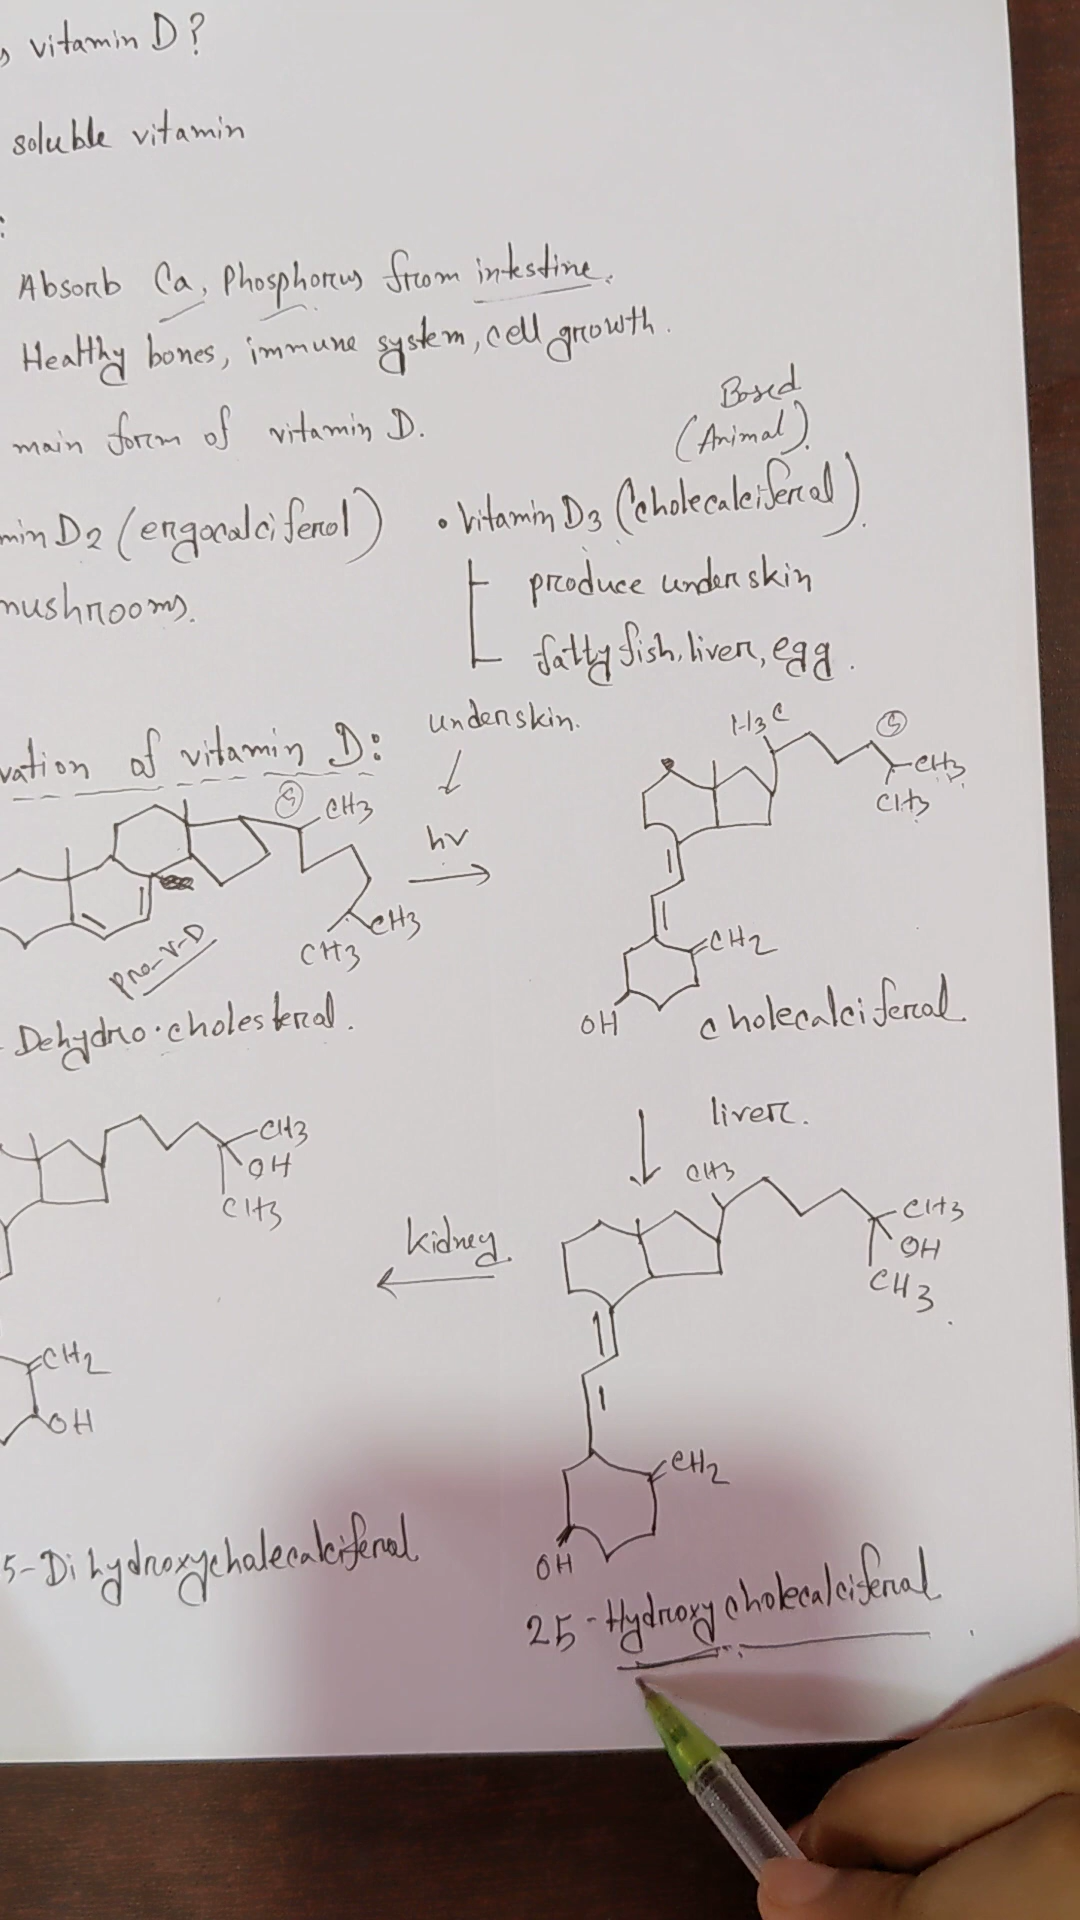 s vitamin D?
soluble vitamin
:
Absorb Ca, Phosphorus from intestine.
Healthy bones, immune system, cell growth.
main form of vitamin D.
Based
(Animal)
min D2 (ergocalciferol)
• Vitamin D3 (cholecalciferol).
mushrooms.
produce under skin
fatty fish, liver, egg.
vation of vitamin D:
under skin.
hv
CH3
CH3
CH3
Pro-V-D
Dehydro-cholesterol.
H3C
CH3
CH3
CH2
OH
cholecalciferol.
liver.
CH3
CH3
OH
CH3
CH2
OH
25-Hydroxycholecalciferol
kidney.
CH3
OH
CH3
CH2
OH
5-Dihydroxycholecalciferol